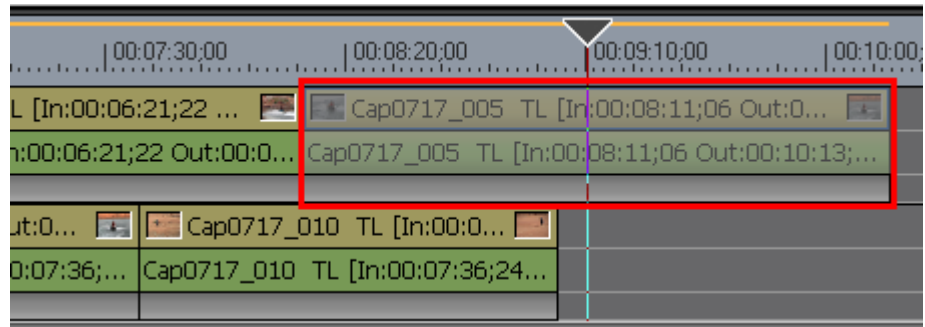 00:07:30;00 00:08:20;00 00:09:10;00 00:10:00;
L [In:00:06:21;22 ... Cap0717_005 TL [In:00:08:11;06 Out:0...
n:00:06:21;22 Out:00:0... Cap0717_005 TL [In:00:08:11;06 Out:00:10:13;...
ut:0... Cap0717_010 TL [In:00:0...
0:07:36;... Cap0717_010 TL [In:00:07:36;24...